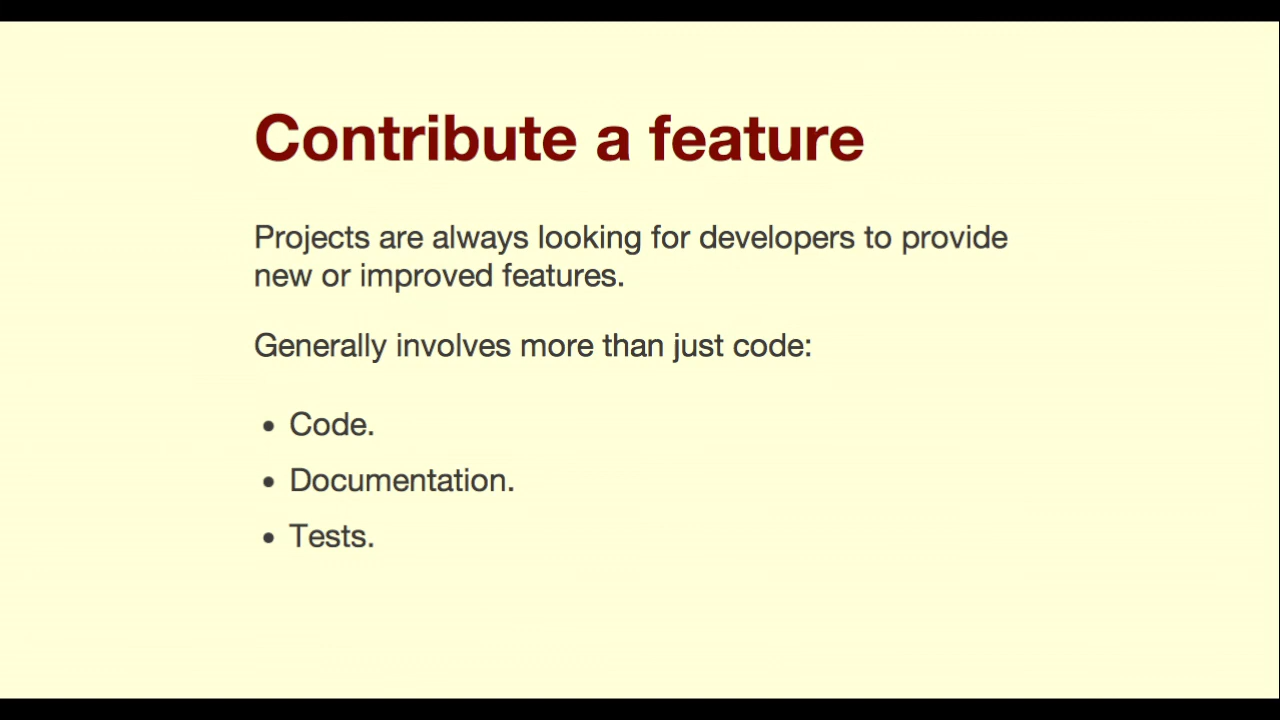 Contribute a feature
Projects are always looking for developers to provide
new or improved features.
Generally involves more than just code:
• Code.
• Documentation.
• Tests.